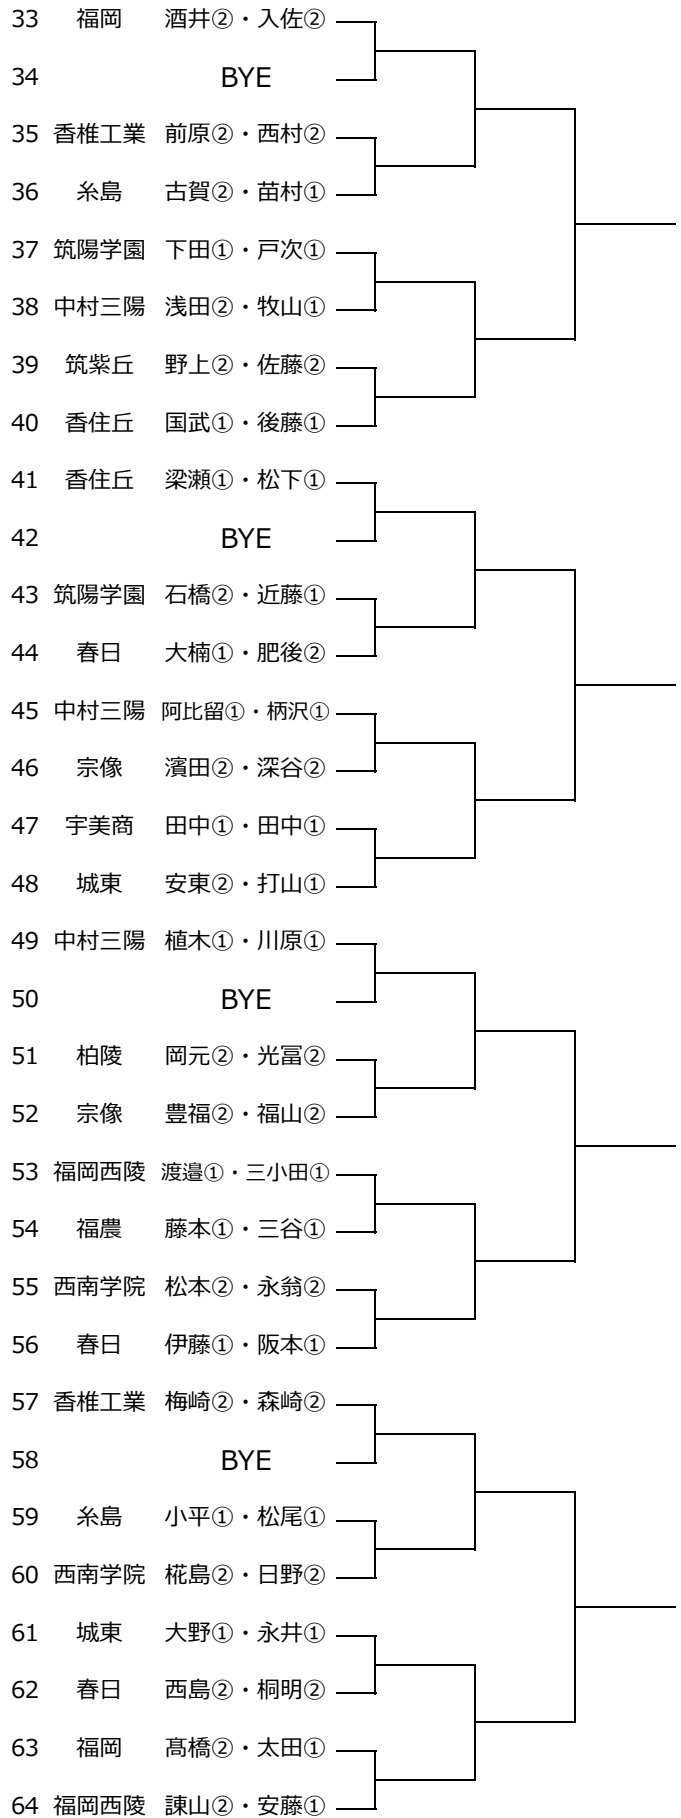 33 福岡 酒井②・入佐②
34 BYE
35 香椎工業 前原②・西村②
36 糸島 古賀②・苗村①
37 筑陽学園 下田①・戸次①
38 中村三陽 浅田②・牧山①
39 筑紫丘 野上②・佐藤②
40 香住丘 国武①・後藤①
41 香住丘 梁瀬①・松下①
42 BYE
43 筑陽学園 石橋②・近藤①
44 春日 大楠①・肥後②
45 中村三陽 阿比留①・柄沢①
46 宗像 濱田②・深谷②
47 宇美商 田中①・田中①
48 城東 安東②・打山①
49 中村三陽 植木①・川原①
50 BYE
51 柏陵 岡元②・光冨②
52 宗像 豊福②・福山②
53 福岡西陵 渡邉①・三小田①
54 福農 藤本①・三谷①
55 西南学院 松本②・永翁②
56 春日 伊藤①・阪本①
57 香椎工業 梅崎②・森崎②
58 BYE
59 糸島 小平①・松尾①
60 西南学院 椛島②・日野②
61 城東 大野①・永井①
62 春日 西島②・桐明②
63 福岡 髙橋②・太田①
64 福岡西陵 諌山②・安藤①